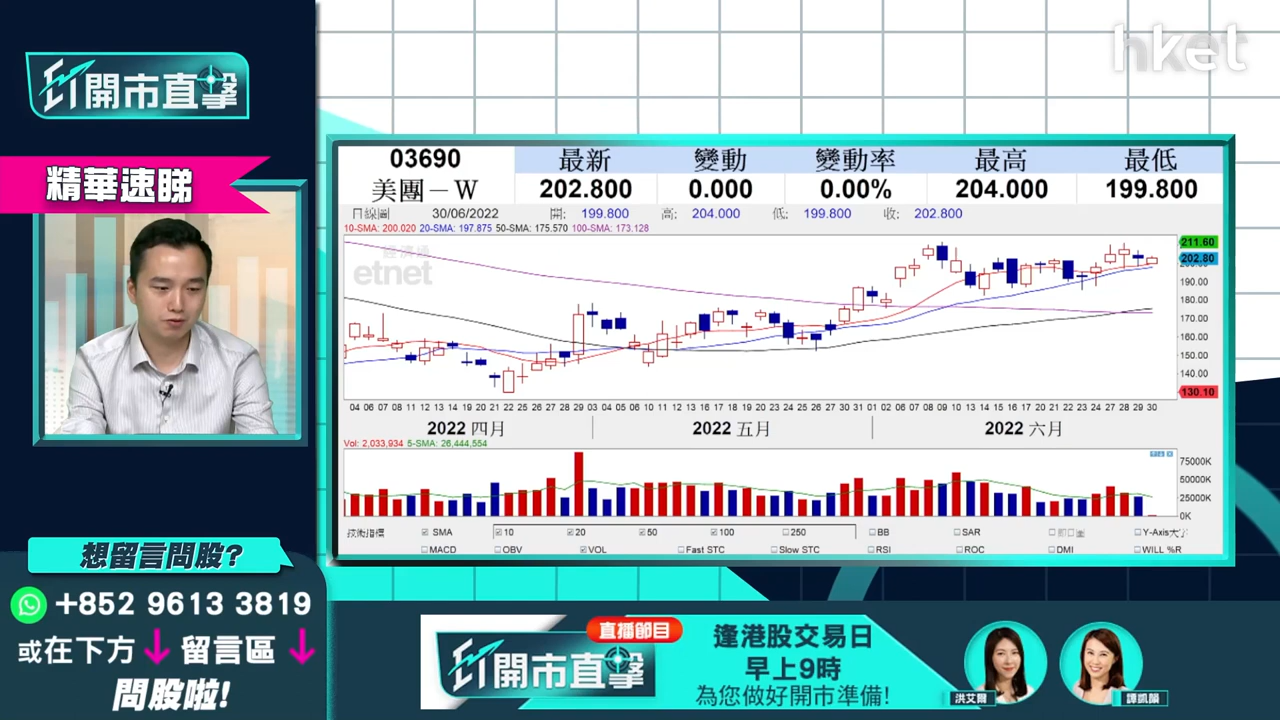 hket
ET開市直擊
精華速睇
03690
美團－W
最新
變動
變動率
最高
最低
202.800
0.000
0.00%
204.000
199.800
日線圖
30/06/2022
開: 199.800
高: 204.000
低: 199.800
收: 202.800
10-SMA: 200.020 20-SMA: 197.875 50-SMA: 175.570 100-SMA: 173.128
經濟通
etnet
211.60
202.80
190.00
180.00
170.00
160.00
150.00
140.00
130.10
04 06 07 08 11 12 13 14 19 20 21 22 25 26 27 28 29 03 04 05 06 10 11 12 13 16 17 18 19 20 23 24 25 26 27 30 31 01 02 06 07 08 09 10 13 14 15 16 17 20 21 22 23 24 27 28 29 30
2022 四月
2022 五月
2022 六月
Vol: 2,033,934 5-SMA: 26,444,554
75000K
50000K
25000K
0K
技術指標
SMA
10
20
50
100
250
BB
SAR
Y-Axis
MACD
OBV
VOL
Fast STC
Slow STC
RSI
ROC
DMI
WILL %R
想留言問股?
+852 9613 3819
或在下方
留言區
問股啦!
直播節目
ET開市直擊
逢港股交易日
早上9時
為您做好開市準備!
洪艾爾
譚凱韻